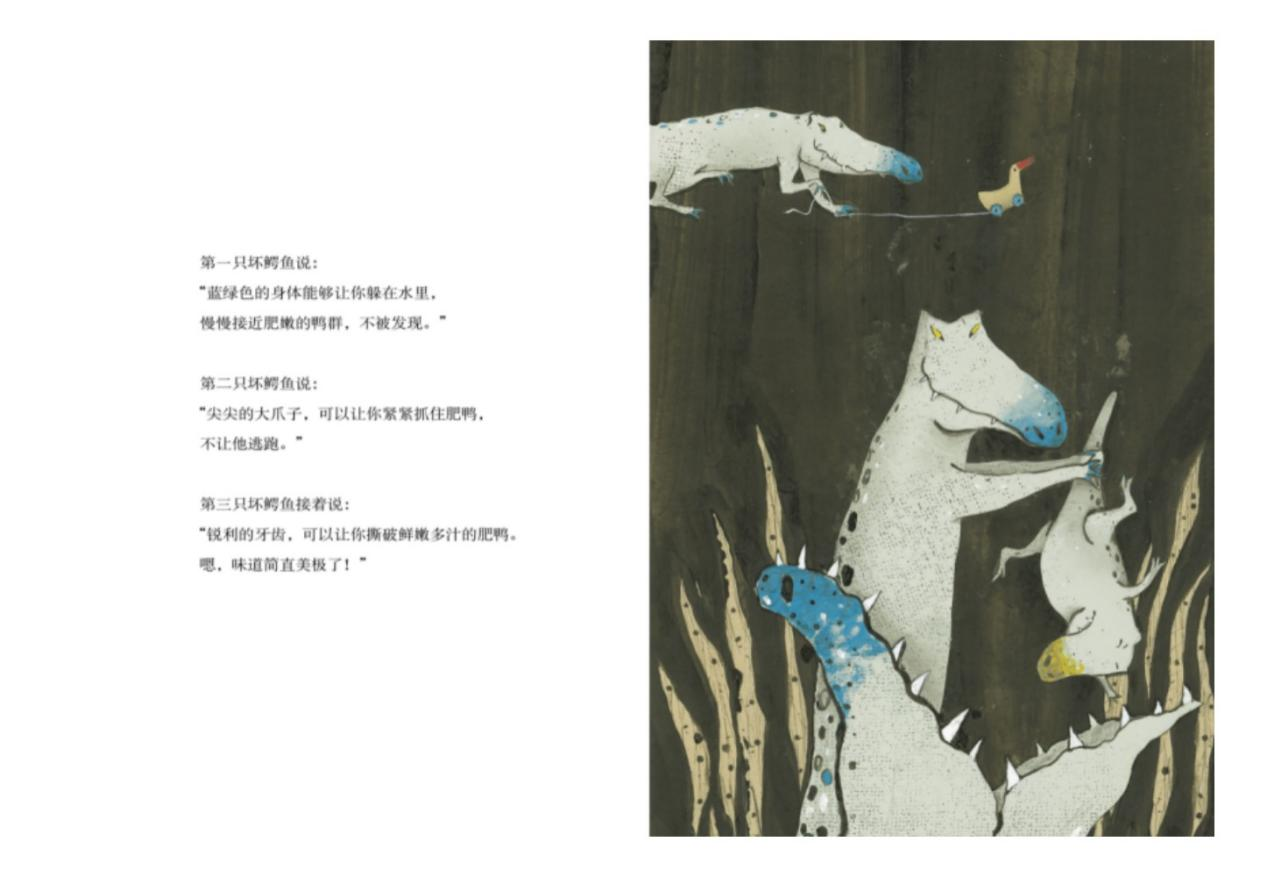 第一只坏鳄鱼说：
“蓝绿色的身体能够让你躲在水里，
慢慢接近肥嫩的鸭群，不被发现。”
第二只坏鳄鱼说：
“尖尖的大爪子，可以让你紧紧抓住肥鸭，
不让他逃跑。”
第三只坏鳄鱼接着说：
“锐利的牙齿，可以让你撕破鲜嫩多汁的肥鸭。
嗯，味道简直美极了！”